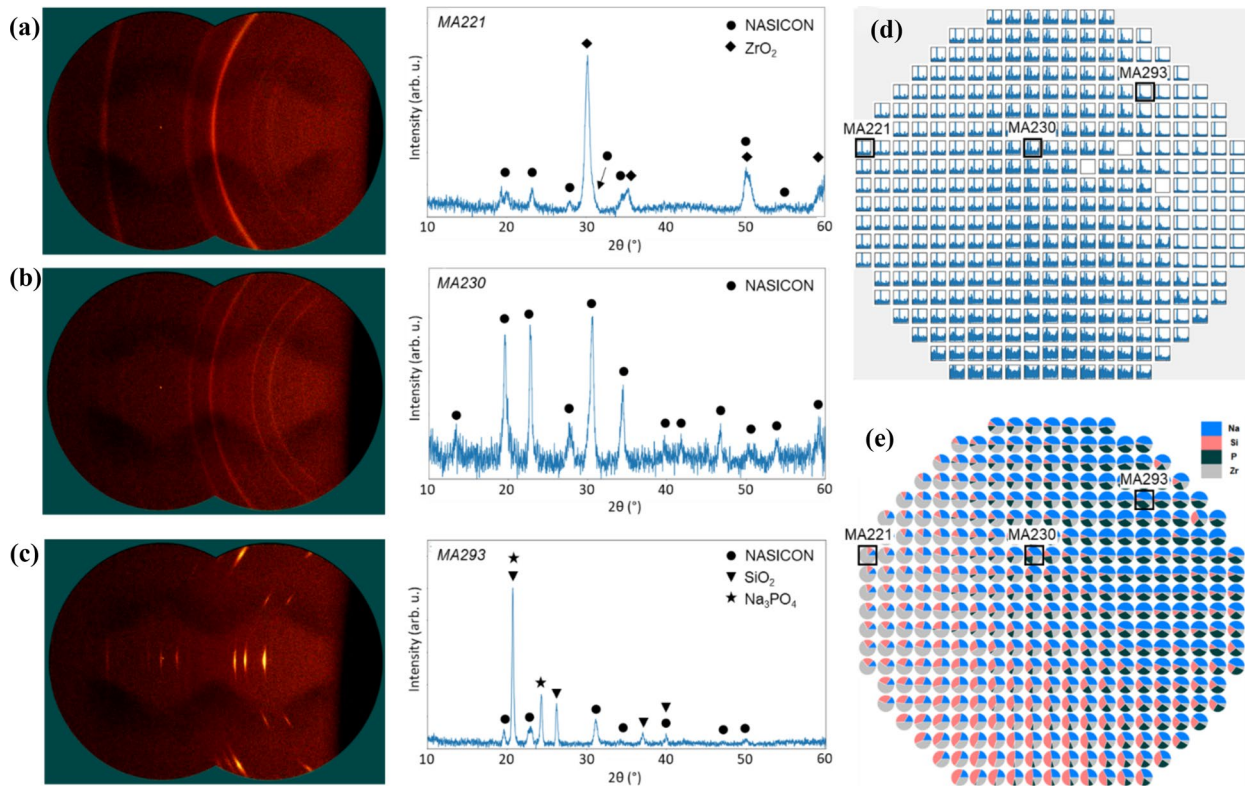 (a)
MA221
NASICON
ZrO2
Intensity (arb. u.)
10 20 30 40 50 60
2θ (°)
(b)
MA230
NASICON
Intensity (arb. u.)
10 20 30 40 50 60
2θ (°)
(c)
MA293
NASICON
SiO2
Na3PO4
Intensity (arb. u.)
10 20 30 40 50 60
2θ (°)
(d)
MA293
MA221
MA230
(e)
Na
Si
P
Zr
MA293
MA221
MA230